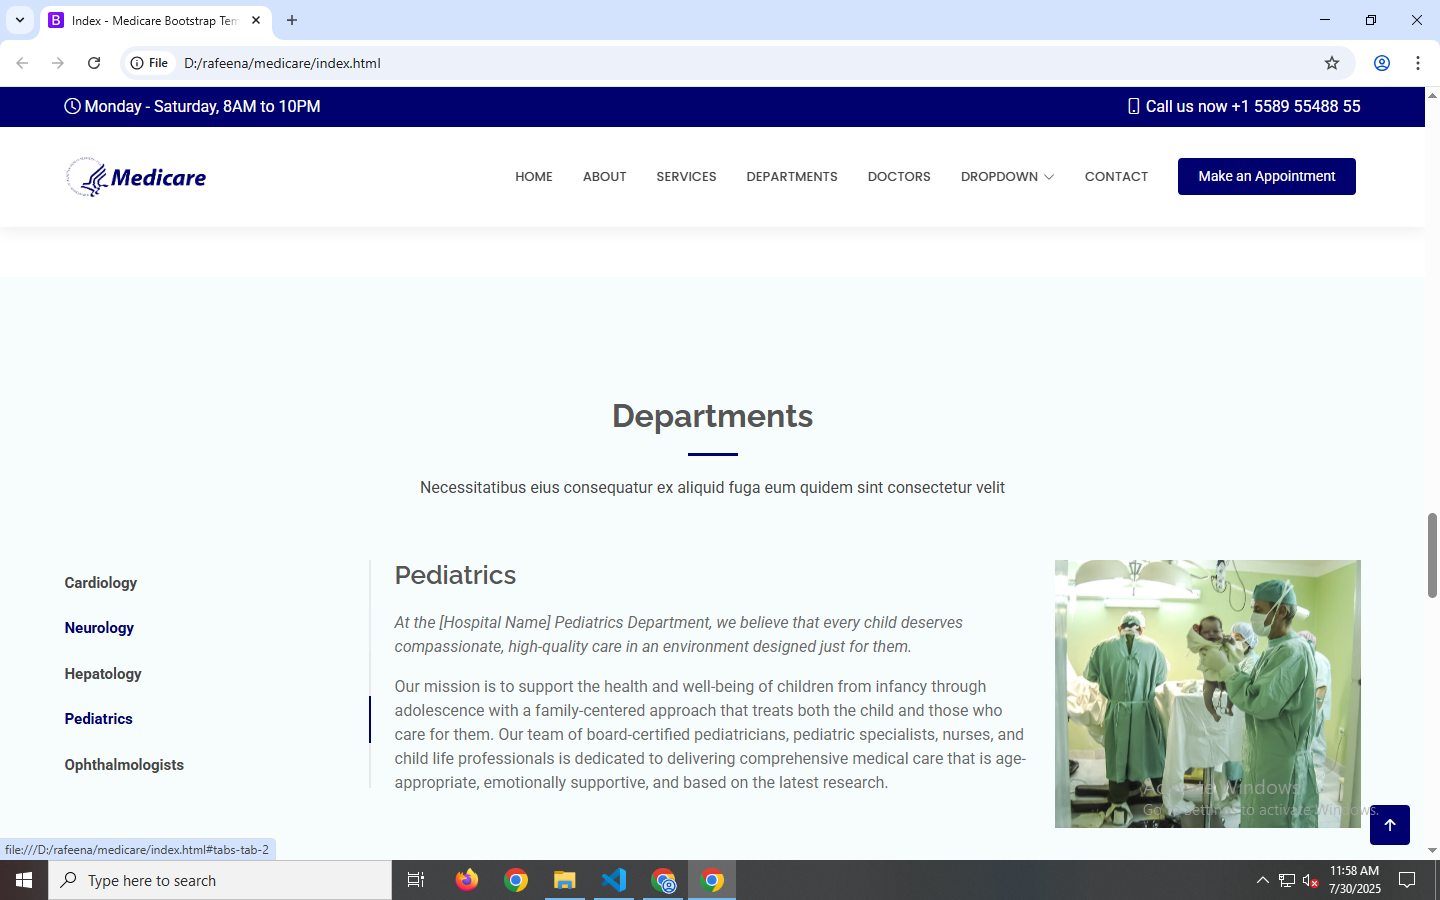 Index - Medicare Bootstrap Tem
File
D:/rafeena/medicare/index.html
Monday - Saturday, 8AM to 10PM
Call us now +1 5589 55488 55
Medicare
HOME ABOUT SERVICES DEPARTMENTS DOCTORS DROPDOWN CONTACT Make an Appointment
Departments
Necessitatibus eius consequatur ex aliquid fuga eum quidem sint consectetur velit
Cardiology
Neurology
Hepatology
Pediatrics
Ophthalmologists
Pediatrics
At the [Hospital Name] Pediatrics Department, we believe that every child deserves
compassionate, high-quality care in an environment designed just for them.
Our mission is to support the health and well-being of children from infancy through
adolescence with a family-centered approach that treats both the child and those who
care for them. Our team of board-certified pediatricians, pediatric specialists, nurses, and
child life professionals is dedicated to delivering comprehensive medical care that is age-
appropriate, emotionally supportive, and based on the latest research.
Activate Windows
Go to Settings to activate Windows.
file:///D:/rafeena/medicare/index.html#tabs-tab-2
Type here to search
11:58 AM
7/30/2025